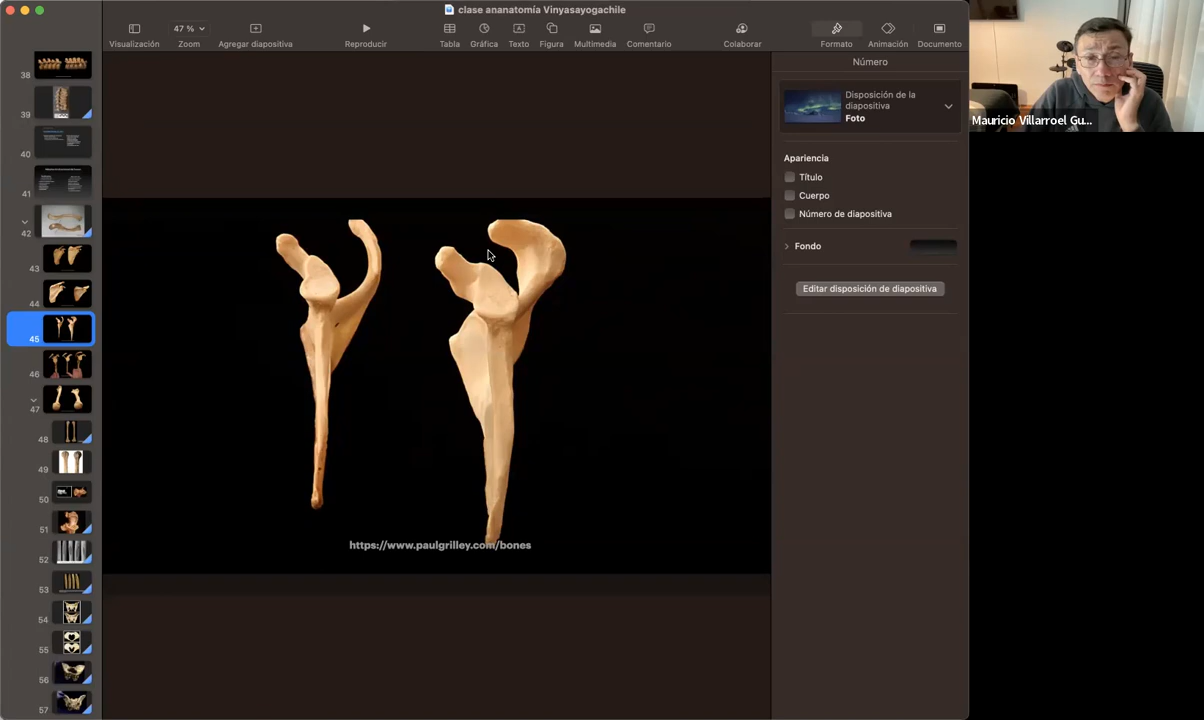 clase ananatomía Vinyasayogachile
Visualización
47 %
Zoom
Agregar diapositiva
Reproducir
Tabla
Gráfica
Texto
Figura
Multimedia
Comentario
Colaborar
Formato
Animación
Documento
38
39
40
41
42
43
44
45
46
47
48
49
50
51
52
53
54
55
56
57
https://www.paulgrilley.com/bones
Número
Disposición de la
diapositiva
Foto
Apariencia
Título
Cuerpo
Número de diapositiva
Fondo
Editar disposición de diapositiva
Mauricio Villarroel Gu...